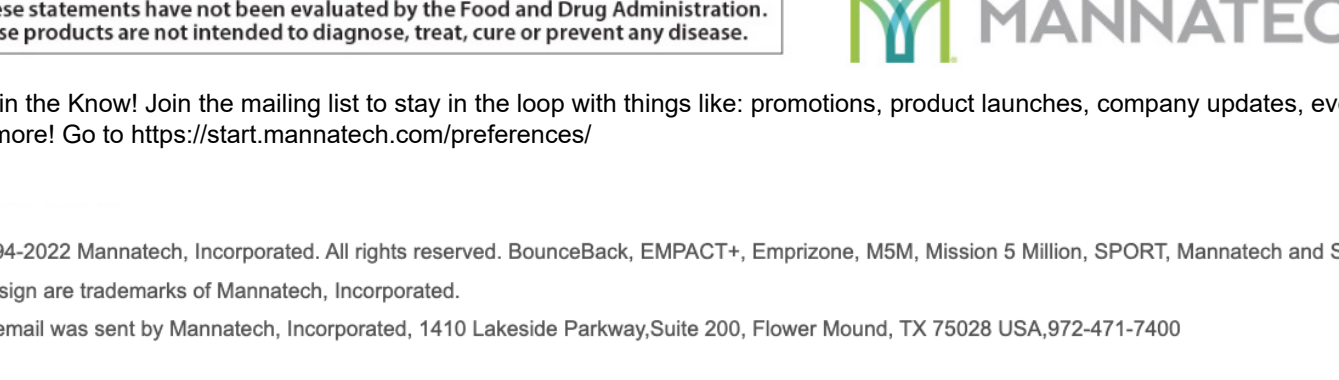 se statements have not been evaluated by the Food and Drug Administration.
se products are not intended to diagnose, treat, cure or prevent any disease.
MANNATEC
in the Know! Join the mailing list to stay in the loop with things like: promotions, product launches, company updates, ev
more! Go to https://start.mannatech.com/preferences/
94-2022 Mannatech, Incorporated. All rights reserved. BounceBack, EMPACT+, Emprizone, M5M, Mission 5 Million, SPORT, Mannatech and S
sign are trademarks of Mannatech, Incorporated.
email was sent by Mannatech, Incorporated, 1410 Lakeside Parkway,Suite 200, Flower Mound, TX 75028 USA,972-471-7400